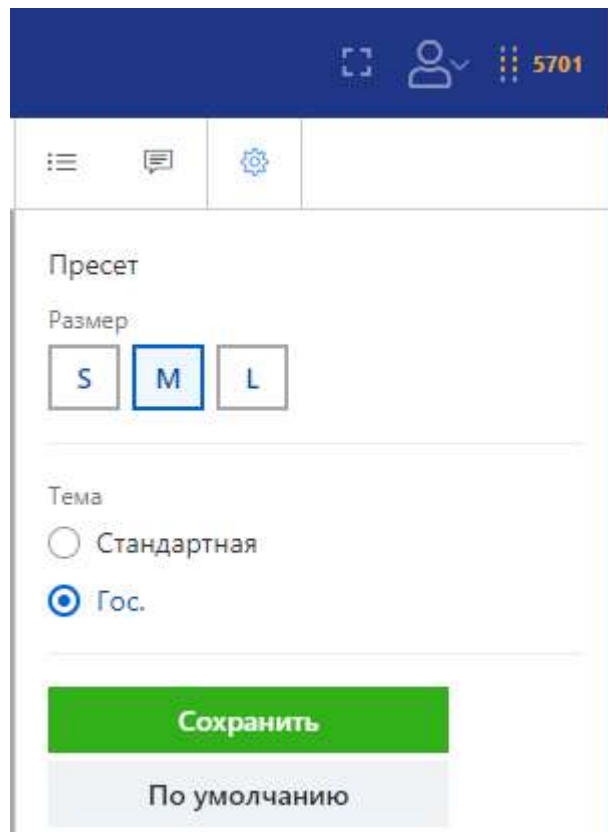 5701
Пресет
Размер
S M L
Тема
Стандартная
Гос.
Сохранить
По умолчанию